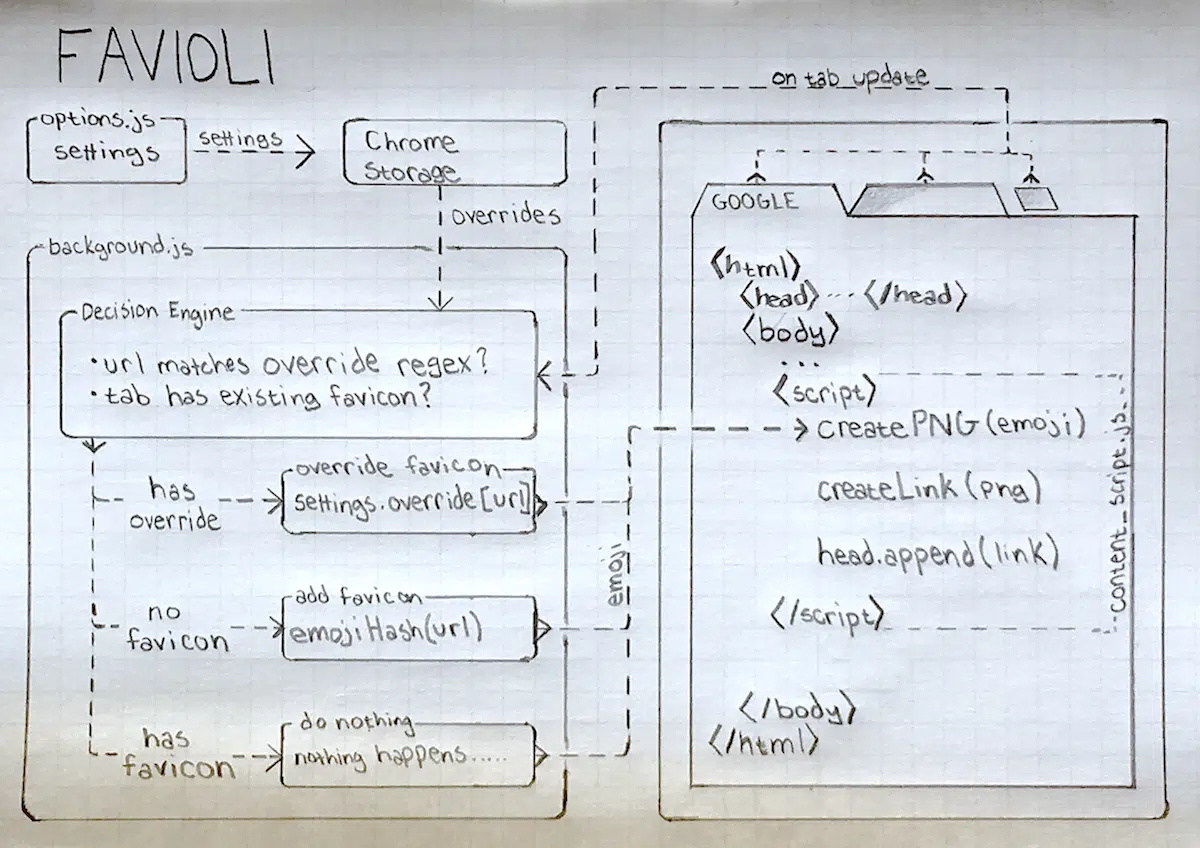 FAVIOLI
options.js
settings
settings
Chrome
Storage
overrides
background.js
Decision Engine
• url matches override regex?
• tab has existing favicon?
has
override
override favicon
settings.override[url]
no
favicon
add favicon
emojiHash(url)
has
favicon
do nothing
nothing happens.....
emoji
on tab update
GOOGLE
<html>
<head> ... </head>
<body>
...
<script>
createPNG(emoji)
createLink(png)
head.append(link)
</script>
content_script.js
</body>
</html>